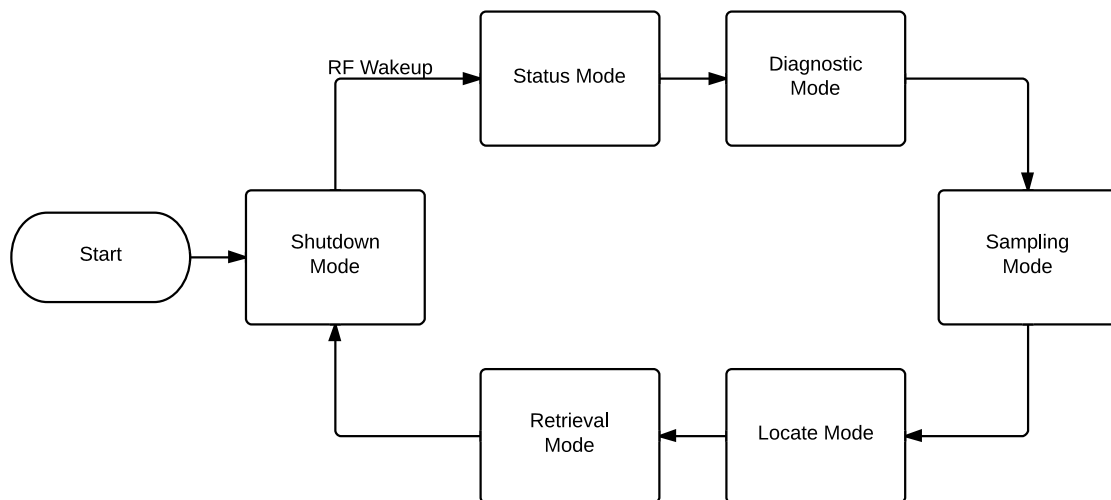 RF Wakeup
Status Mode
Diagnostic
Mode
Start
Shutdown
Mode
Sampling
Mode
Retrieval
Mode
Locate Mode